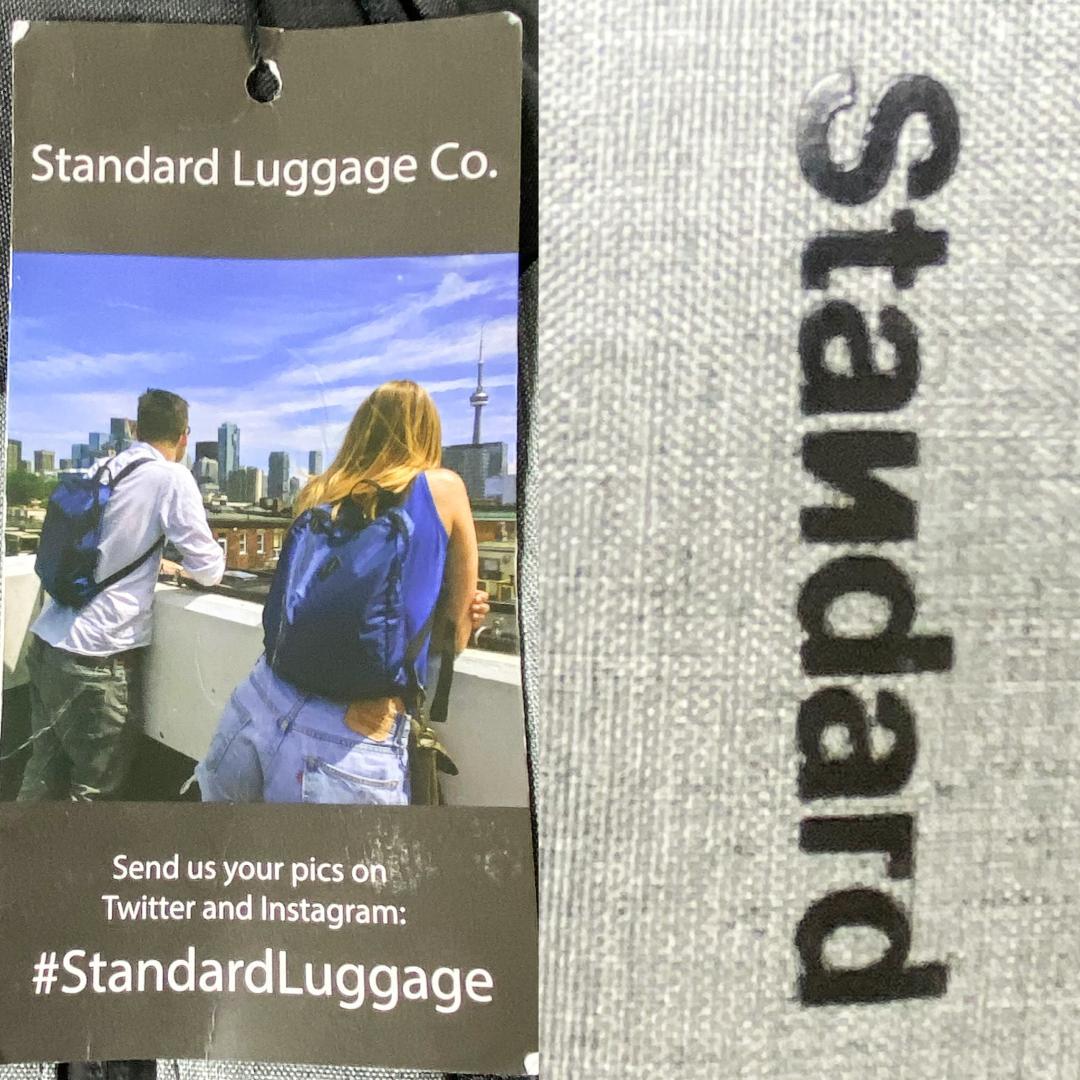 Standard Luggage Co.
Send us your pics on
Twitter and Instagram:
#StandardLuggage
Standard